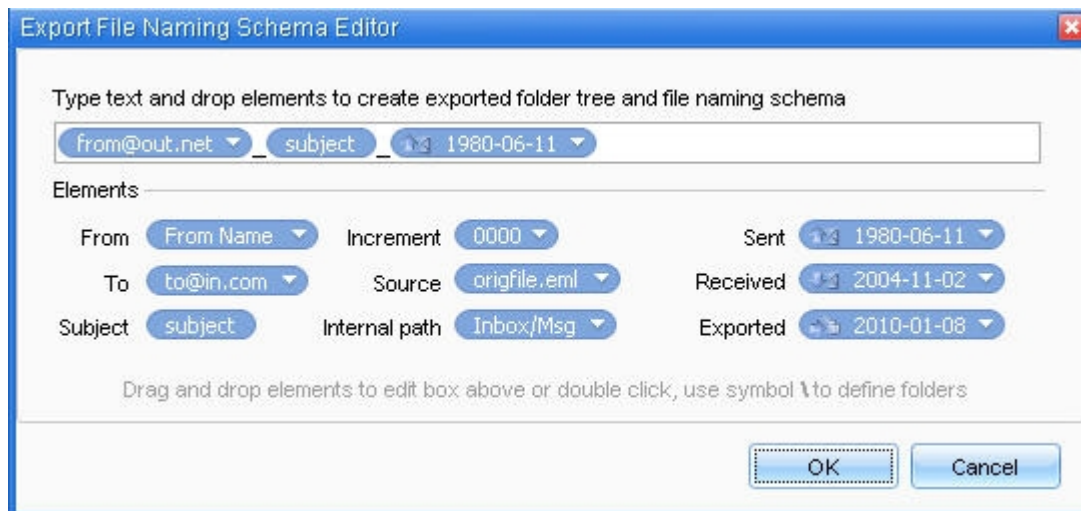 Export File Naming Schema Editor
Type text and drop elements to create exported folder tree and file naming schema
from@out.net _ subject _ 1980-06-11
Elements
From From Name Increment 0000 Sent 1980-06-11
To to@in.com Source origfile.eml Received 2004-11-02
Subject subject Internal path Inbox/Msg Exported 2010-01-08
Drag and drop elements to edit box above or double click, use symbol \ to define folders
OK Cancel